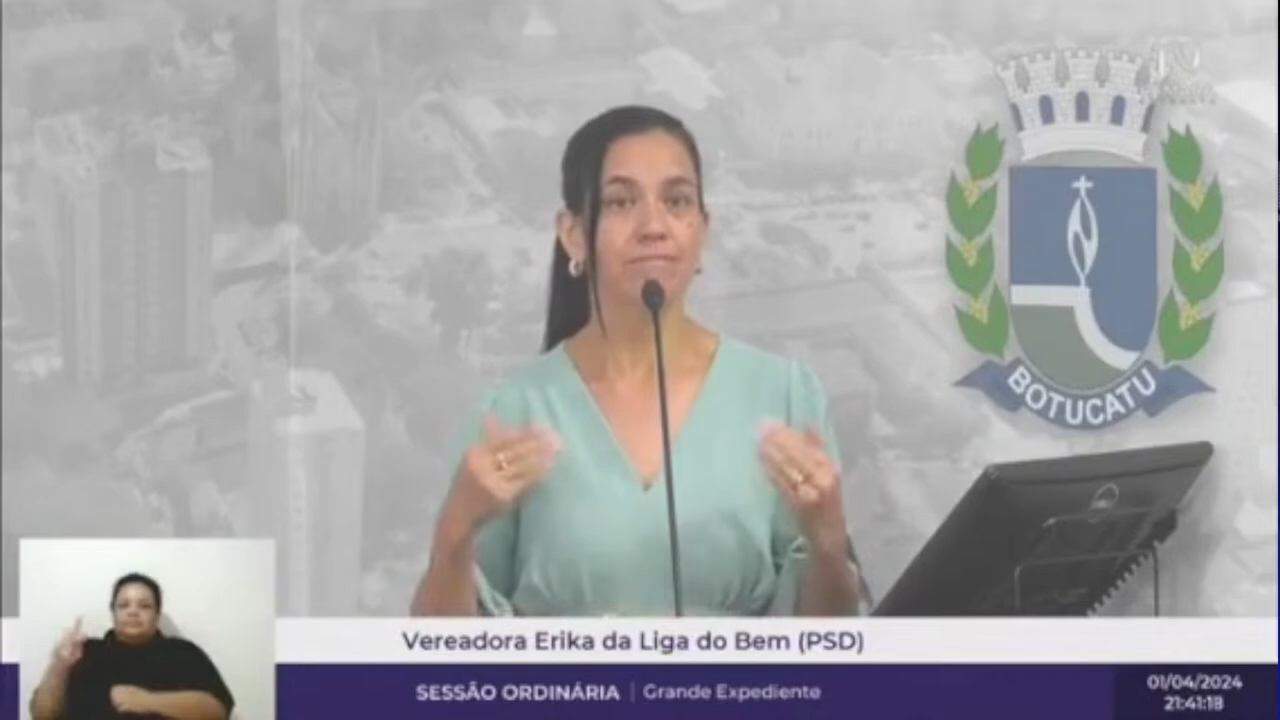 BOTUCATU
Vereadora Erika da Liga do Bem (PSD)
SESSÃO ORDINÁRIA | Grande Expediente
01/04/2024
21:41:18